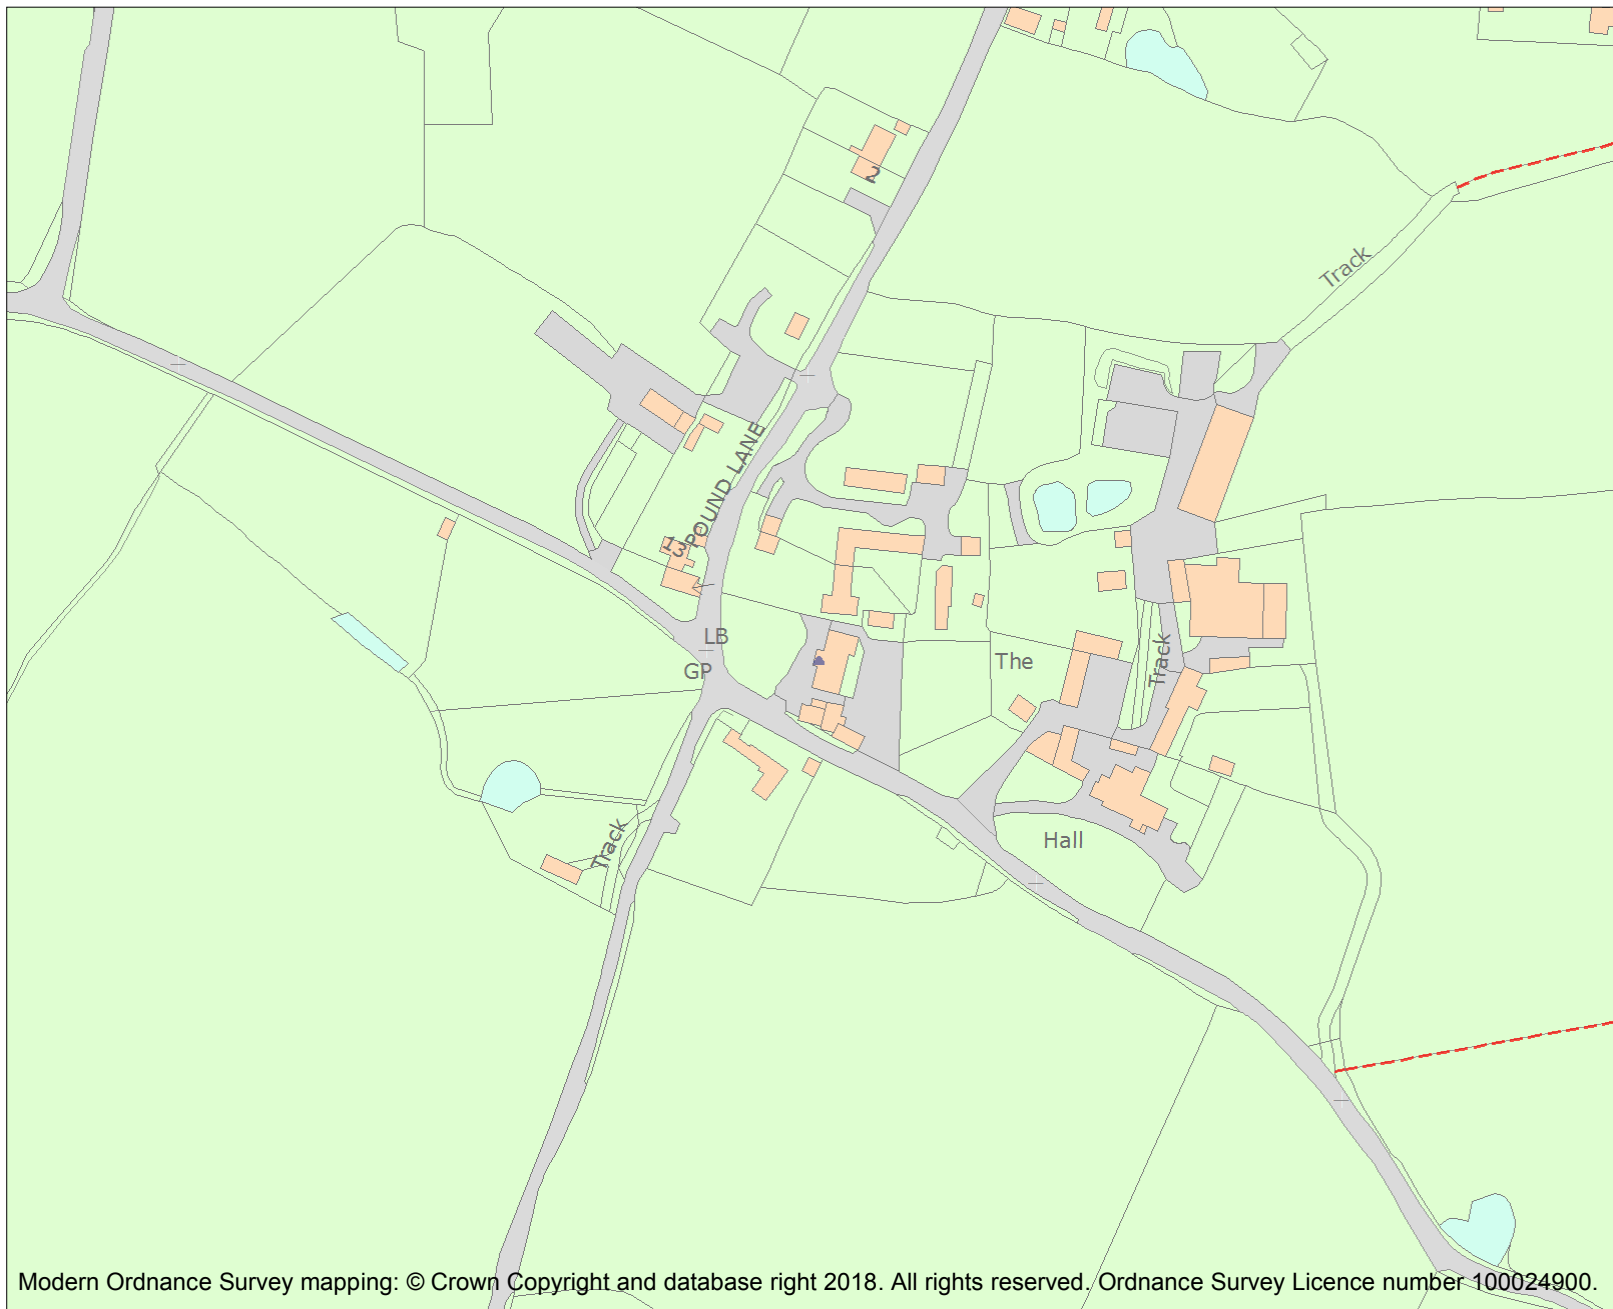 2
Track
POUND LANE
13
LB
The
Track
GP
Hall
Track
Modern Ordnance Survey mapping: © Crown Copyright and database right 2018. All rights reserved. Ordnance Survey Licence number 100024900.